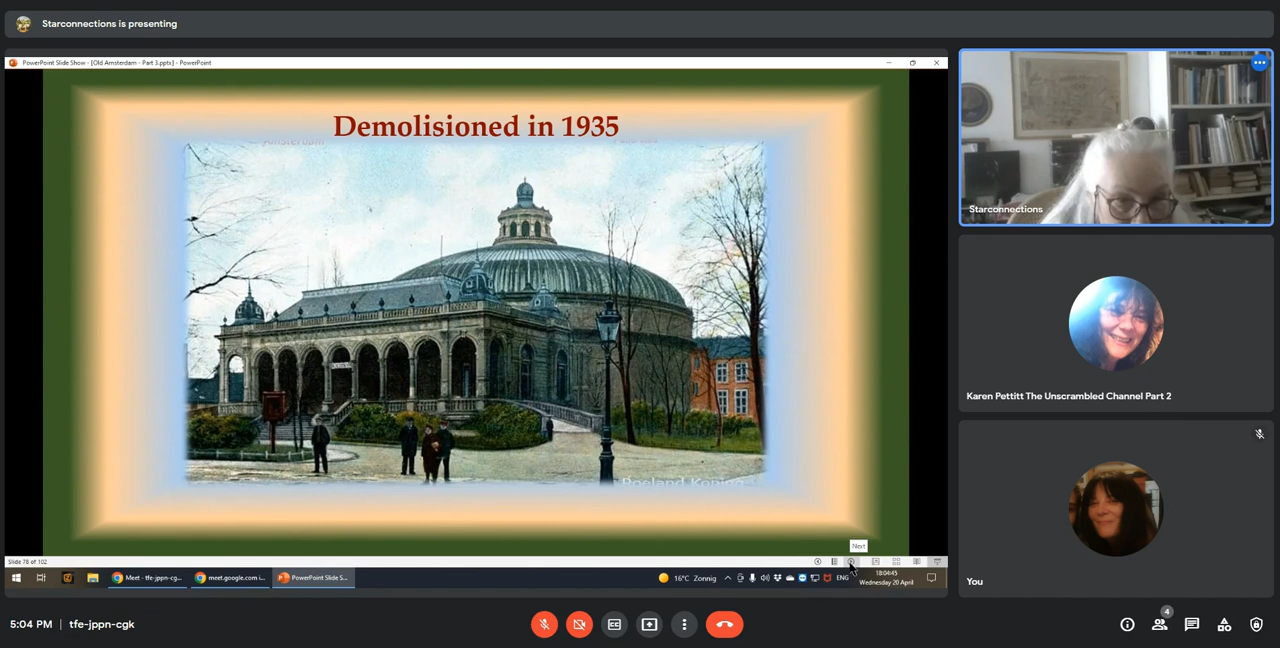 Starconnections is presenting
PowerPoint Slide Show - [Old Amsterdam - Part 3.pptx] - PowerPoint
Demolisioned in 1935
Amsterdam
Roeland Koning
Next
Slide 78 of 102
Meet - tfe-jppn-cg...
meet.google.com i...
PowerPoint Slide S...
16°C Zonnig
ENG
18:04:45
Wednesday 20 April
Starconnections
Karen Pettitt The Unscrambled Channel Part 2
You
5:04 PM | tfe-jppn-cgk
4